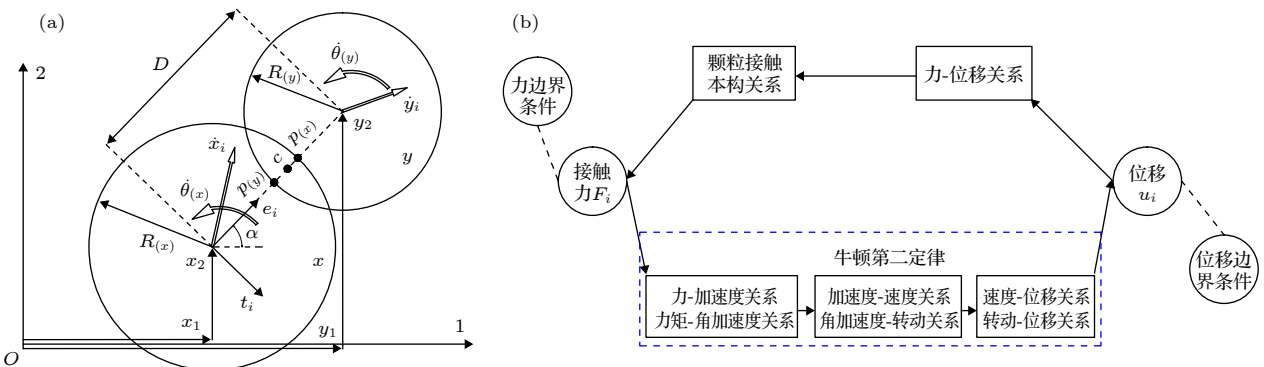 (a)
2
D
θ̇(y)
R(y)
ẏi
y2
p(x)
c
p(y)
y
ẋi
θ̇(x)
ei
α
R(x)
x2
x
ti
x1
y1
1
O
(b)
力边界
条件
颗粒接触
本构关系
力-位移关系
接触
力Fi
位移
ui
牛顿第二定律
位移边
界条件
力-加速度关系
力矩-角加速度关系
加速度-速度关系
角加速度-转动关系
速度-位移关系
转动-位移关系